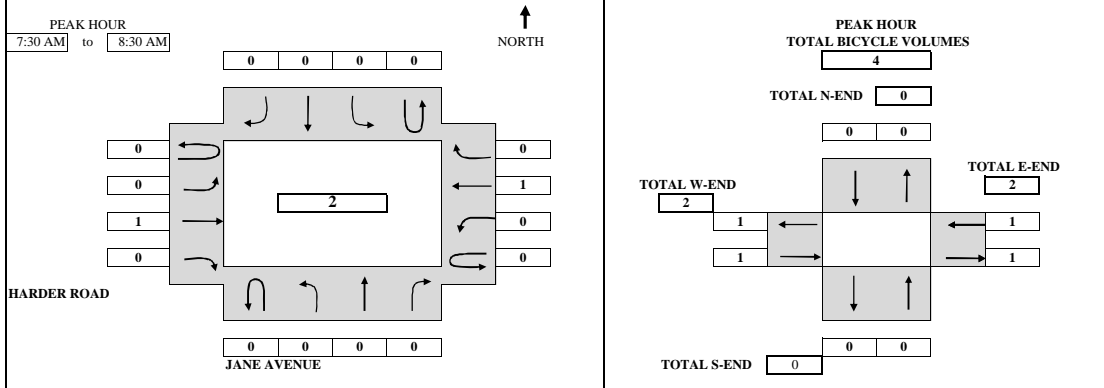 PEAK HOUR
7:30 AM to 8:30 AM
NORTH
0 0 0 0
0 0
0 1
2
1 0
0 0
HARDER ROAD
0 0 0 0
JANE AVENUE
PEAK HOUR
TOTAL BICYCLE VOLUMES
4
TOTAL N-END 0
0 0
TOTAL W-END
2
TOTAL E-END
2
1 1
1 1
0 0
TOTAL S-END 0